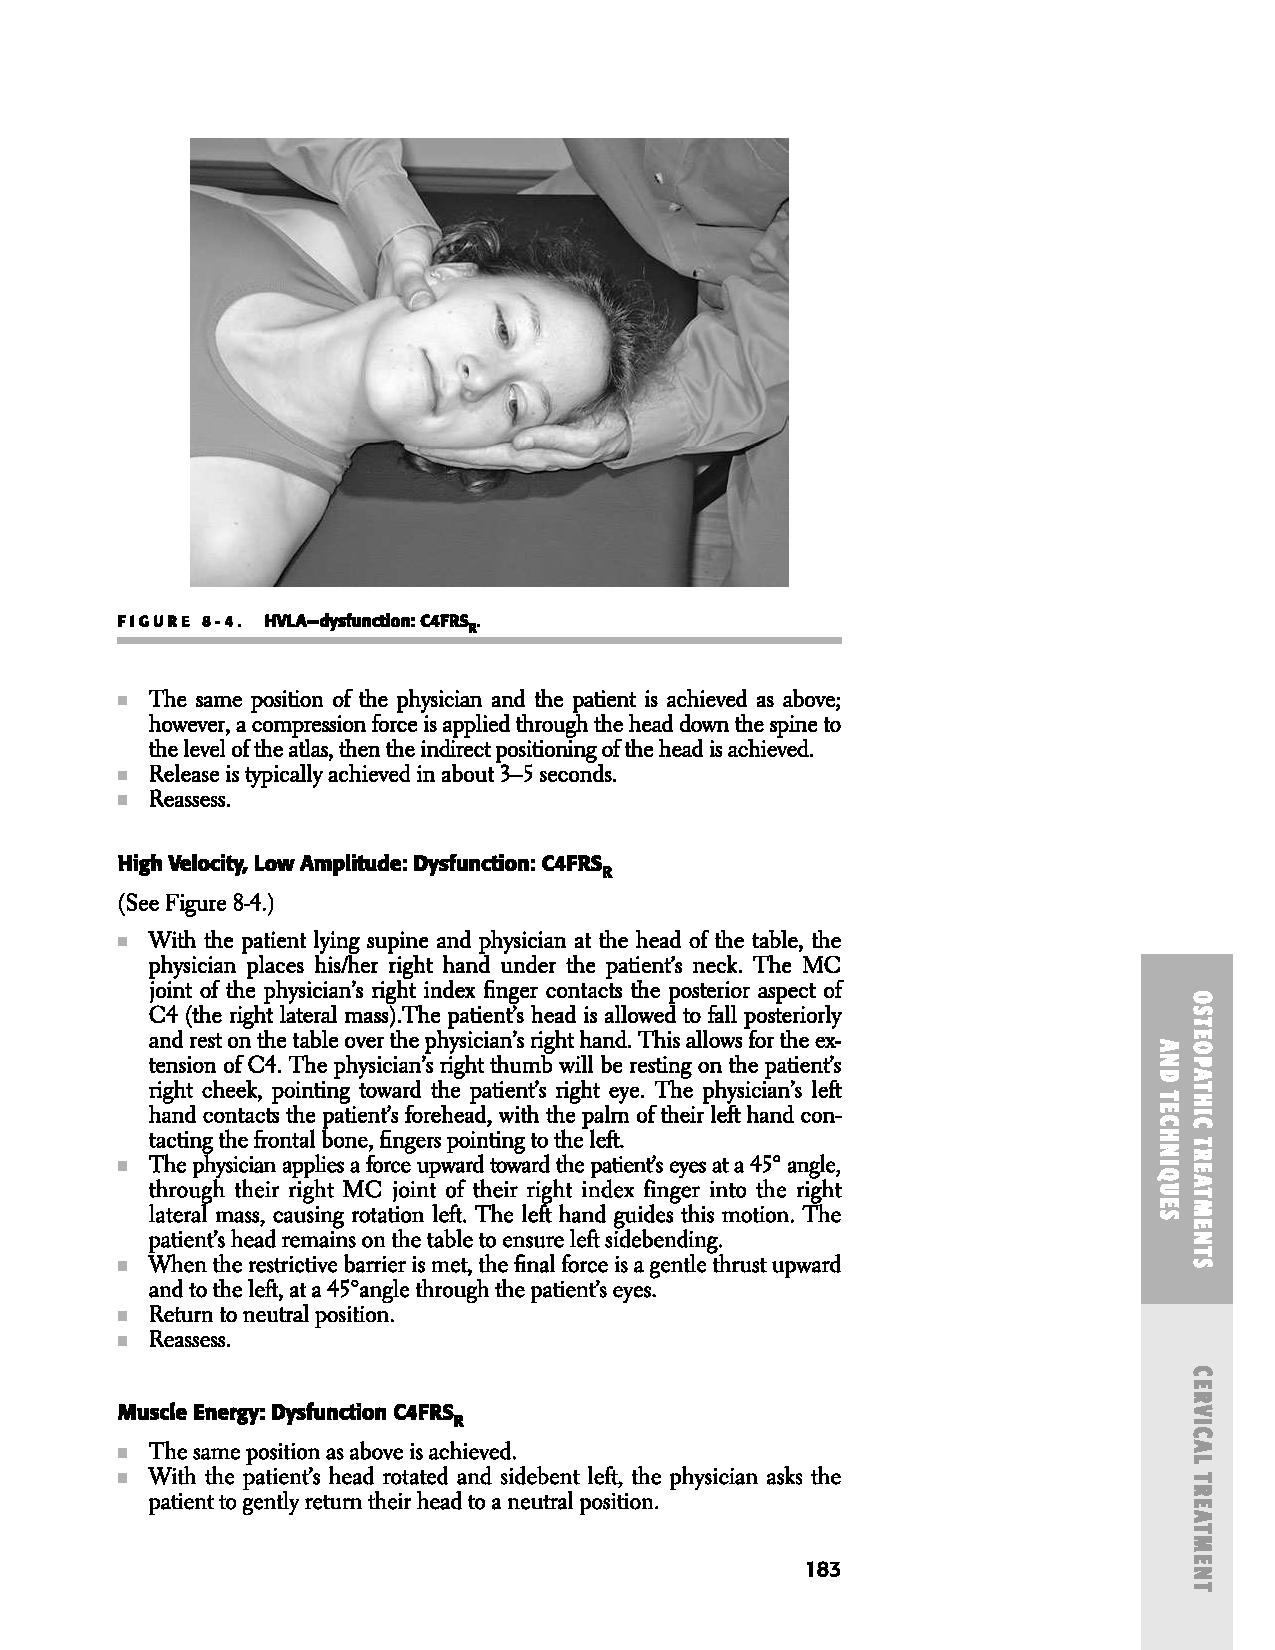 FIGURE 8-4. HVLA—dysfunction: C4FRSR.
The same position of the physician and the patient is achieved as above;
however, a compression force is applied through the head down the spine to
the level of the atlas, then the indirect positioning of the head is achieved.
Release is typically achieved in about 3–5 seconds.
Reassess.
High Velocity, Low Amplitude: Dysfunction: C4FRSR
(See Figure 8-4.)
With the patient lying supine and physician at the head of the table, the
physician places his/her right hand under the patient's neck. The MC
joint of the physician's right index finger contacts the posterior aspect of
C4 (the right lateral mass).The patient's head is allowed to fall posteriorly
and rest on the table over the physician's right hand. This allows for the ex-
tension of C4. The physician's right thumb will be resting on the patient's
right cheek, pointing toward the patient's right eye. The physician's left
hand contacts the patient's forehead, with the palm of their left hand con-
tacting the frontal bone, fingers pointing to the left.
The physician applies a force upward toward the patient's eyes at a 45° angle,
through their right MC joint of their right index finger into the right
lateral mass, causing rotation left. The left hand guides this motion. The
patient's head remains on the table to ensure left sidebending.
When the restrictive barrier is met, the final force is a gentle thrust upward
and to the left, at a 45°angle through the patient's eyes.
Return to neutral position.
Reassess.
Muscle Energy: Dysfunction C4FRSR
The same position as above is achieved.
With the patient's head rotated and sidebent left, the physician asks the
patient to gently return their head to a neutral position.
183
OSTEOPATHIC TREATMENTS
AND TECHNIQUES
CERVICAL TREATMENT